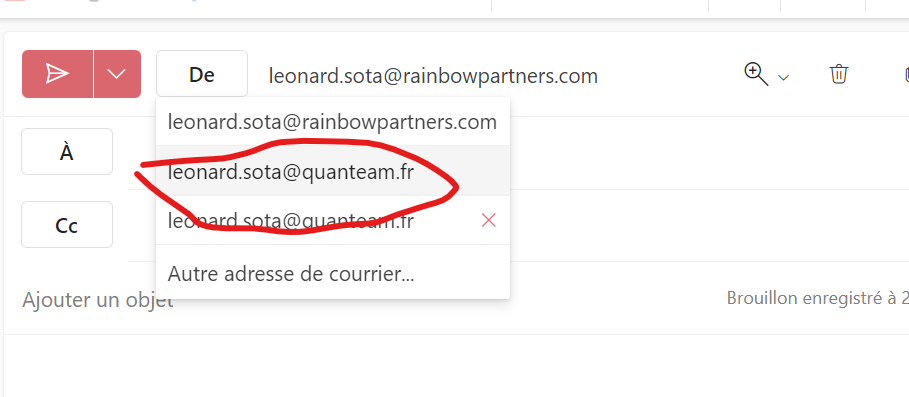 De
leonard.sota@rainbowpartners.com
leonard.sota@rainbowpartners.com
À
leonard.sota@quanteam.fr
Cc
leonard.sota@quanteam.fr
Autre adresse de courrier...
Ajouter un objet
Brouillon enregistré à 2